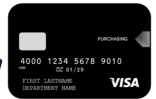 PURCHASING
4000 1234 5678 9010
01/29
FIRST LASTNAME
DEPARTMENT NAME
VISA